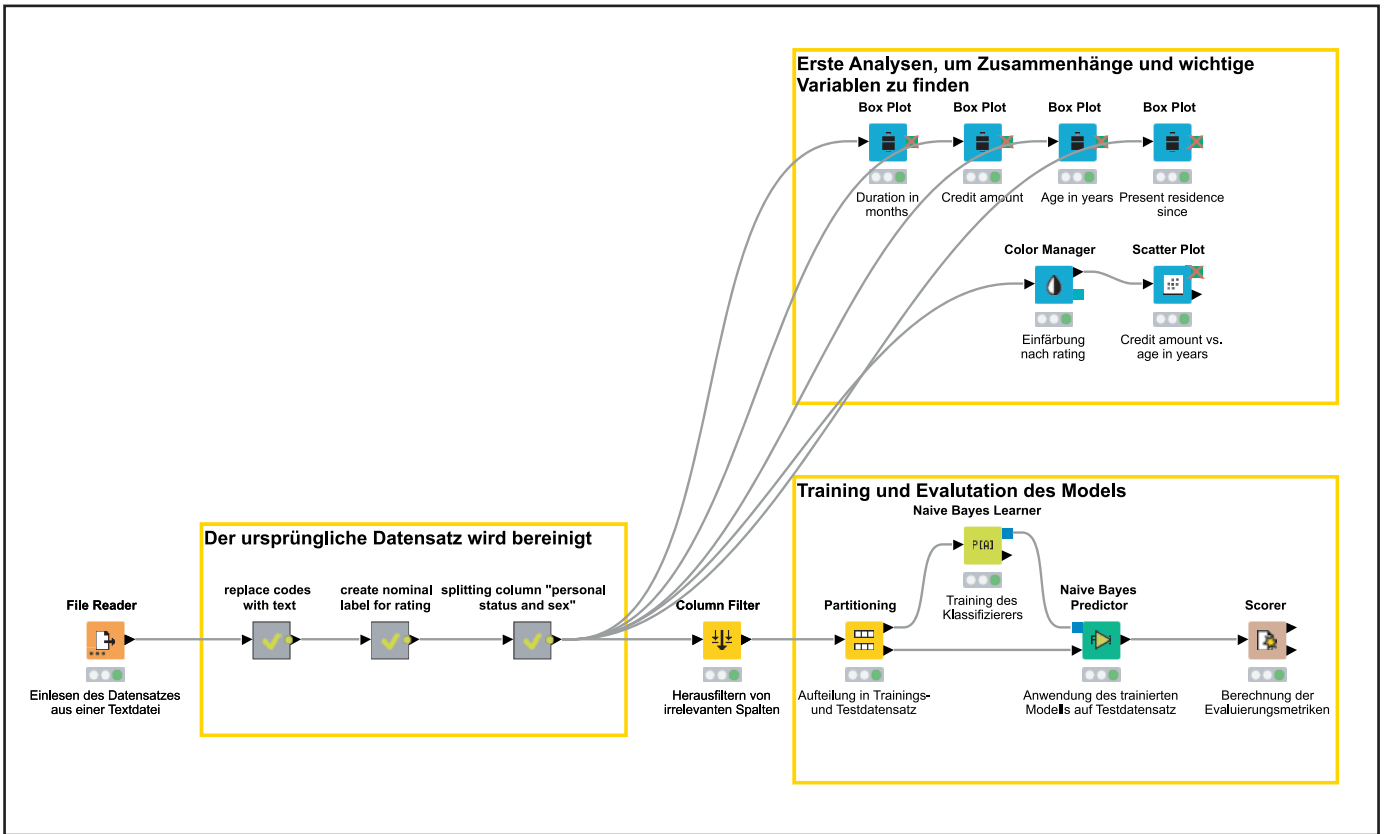 Erste Analysen, um Zusammenhänge und wichtige
Variablen zu finden
Box Plot
Box Plot
Box Plot
Box Plot
Duration in
months
Credit amount
Age in years
Present residence
since
Color Manager
Scatter Plot
Einfärbung
nach rating
Credit amount vs.
age in years
Der ursprüngliche Datensatz wird bereinigt
File Reader
Einlesen des Datensatzes
aus einer Textdatei
replace codes
with text
create nominal
label for rating
splitting column "personal
status and sex"
Column Filter
Herausfiltern von
irrelevanten Spalten
Training und Evalutation des Models
Naive Bayes Learner
P[A]
Training des
Klassifizierers
Partitioning
Aufteilung in Trainings-
und Testdatensatz
Naive Bayes
Predictor
Anwendung des trainierten
Modells auf Testdatensatz
Scorer
Berechnung der
Evaluierungsmetriken